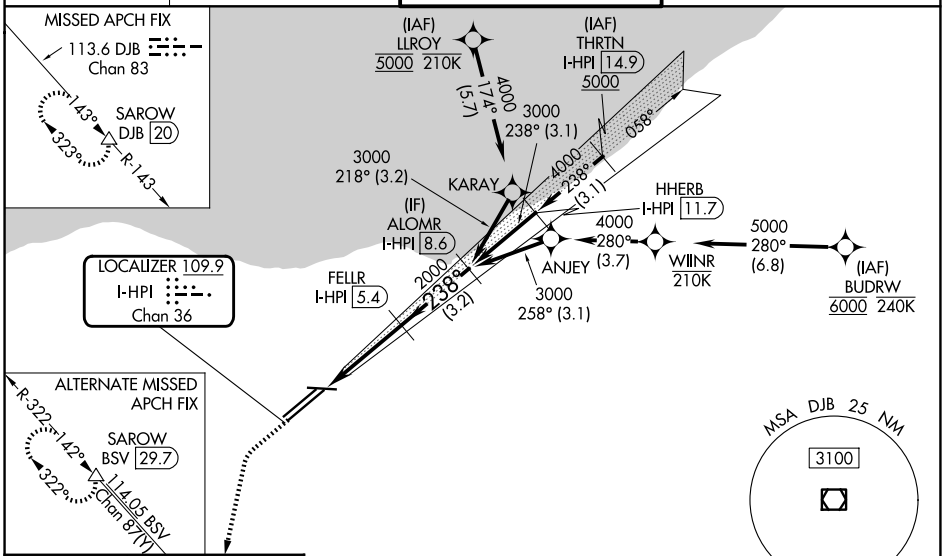 MISSED APCH FIX
113.6 DJB
Chan 83
143°
323°
SAROW
DJB 20
R-143
(IAF)
LLROY
5000 210K
4000
174°
(5.7)
(IAF)
THRTN
I-HPI 14.9
5000
3000
238° (3.1)
058°
3000
218° (3.2)
4000
238°
(3.1)
KARAY
HHERB
I-HPI 11.7
(IF)
ALOMR
I-HPI 8.6
4000
280°
(3.7)
5000
280°
(6.8)
ANJEY
WIINR
210K
(IAF)
BUDRW
6000 240K
3000
258° (3.1)
LOCALIZER 109.9
I-HPI
Chan 36
FELLR
I-HPI 5.4
2000
238°
(3.2)
ALTERNATE MISSED
APCH FIX
R-322
142°
322°
SAROW
BSV 29.7
114.05 BSV
Chan 87(Y)
MSA DJB 25 NM
3100